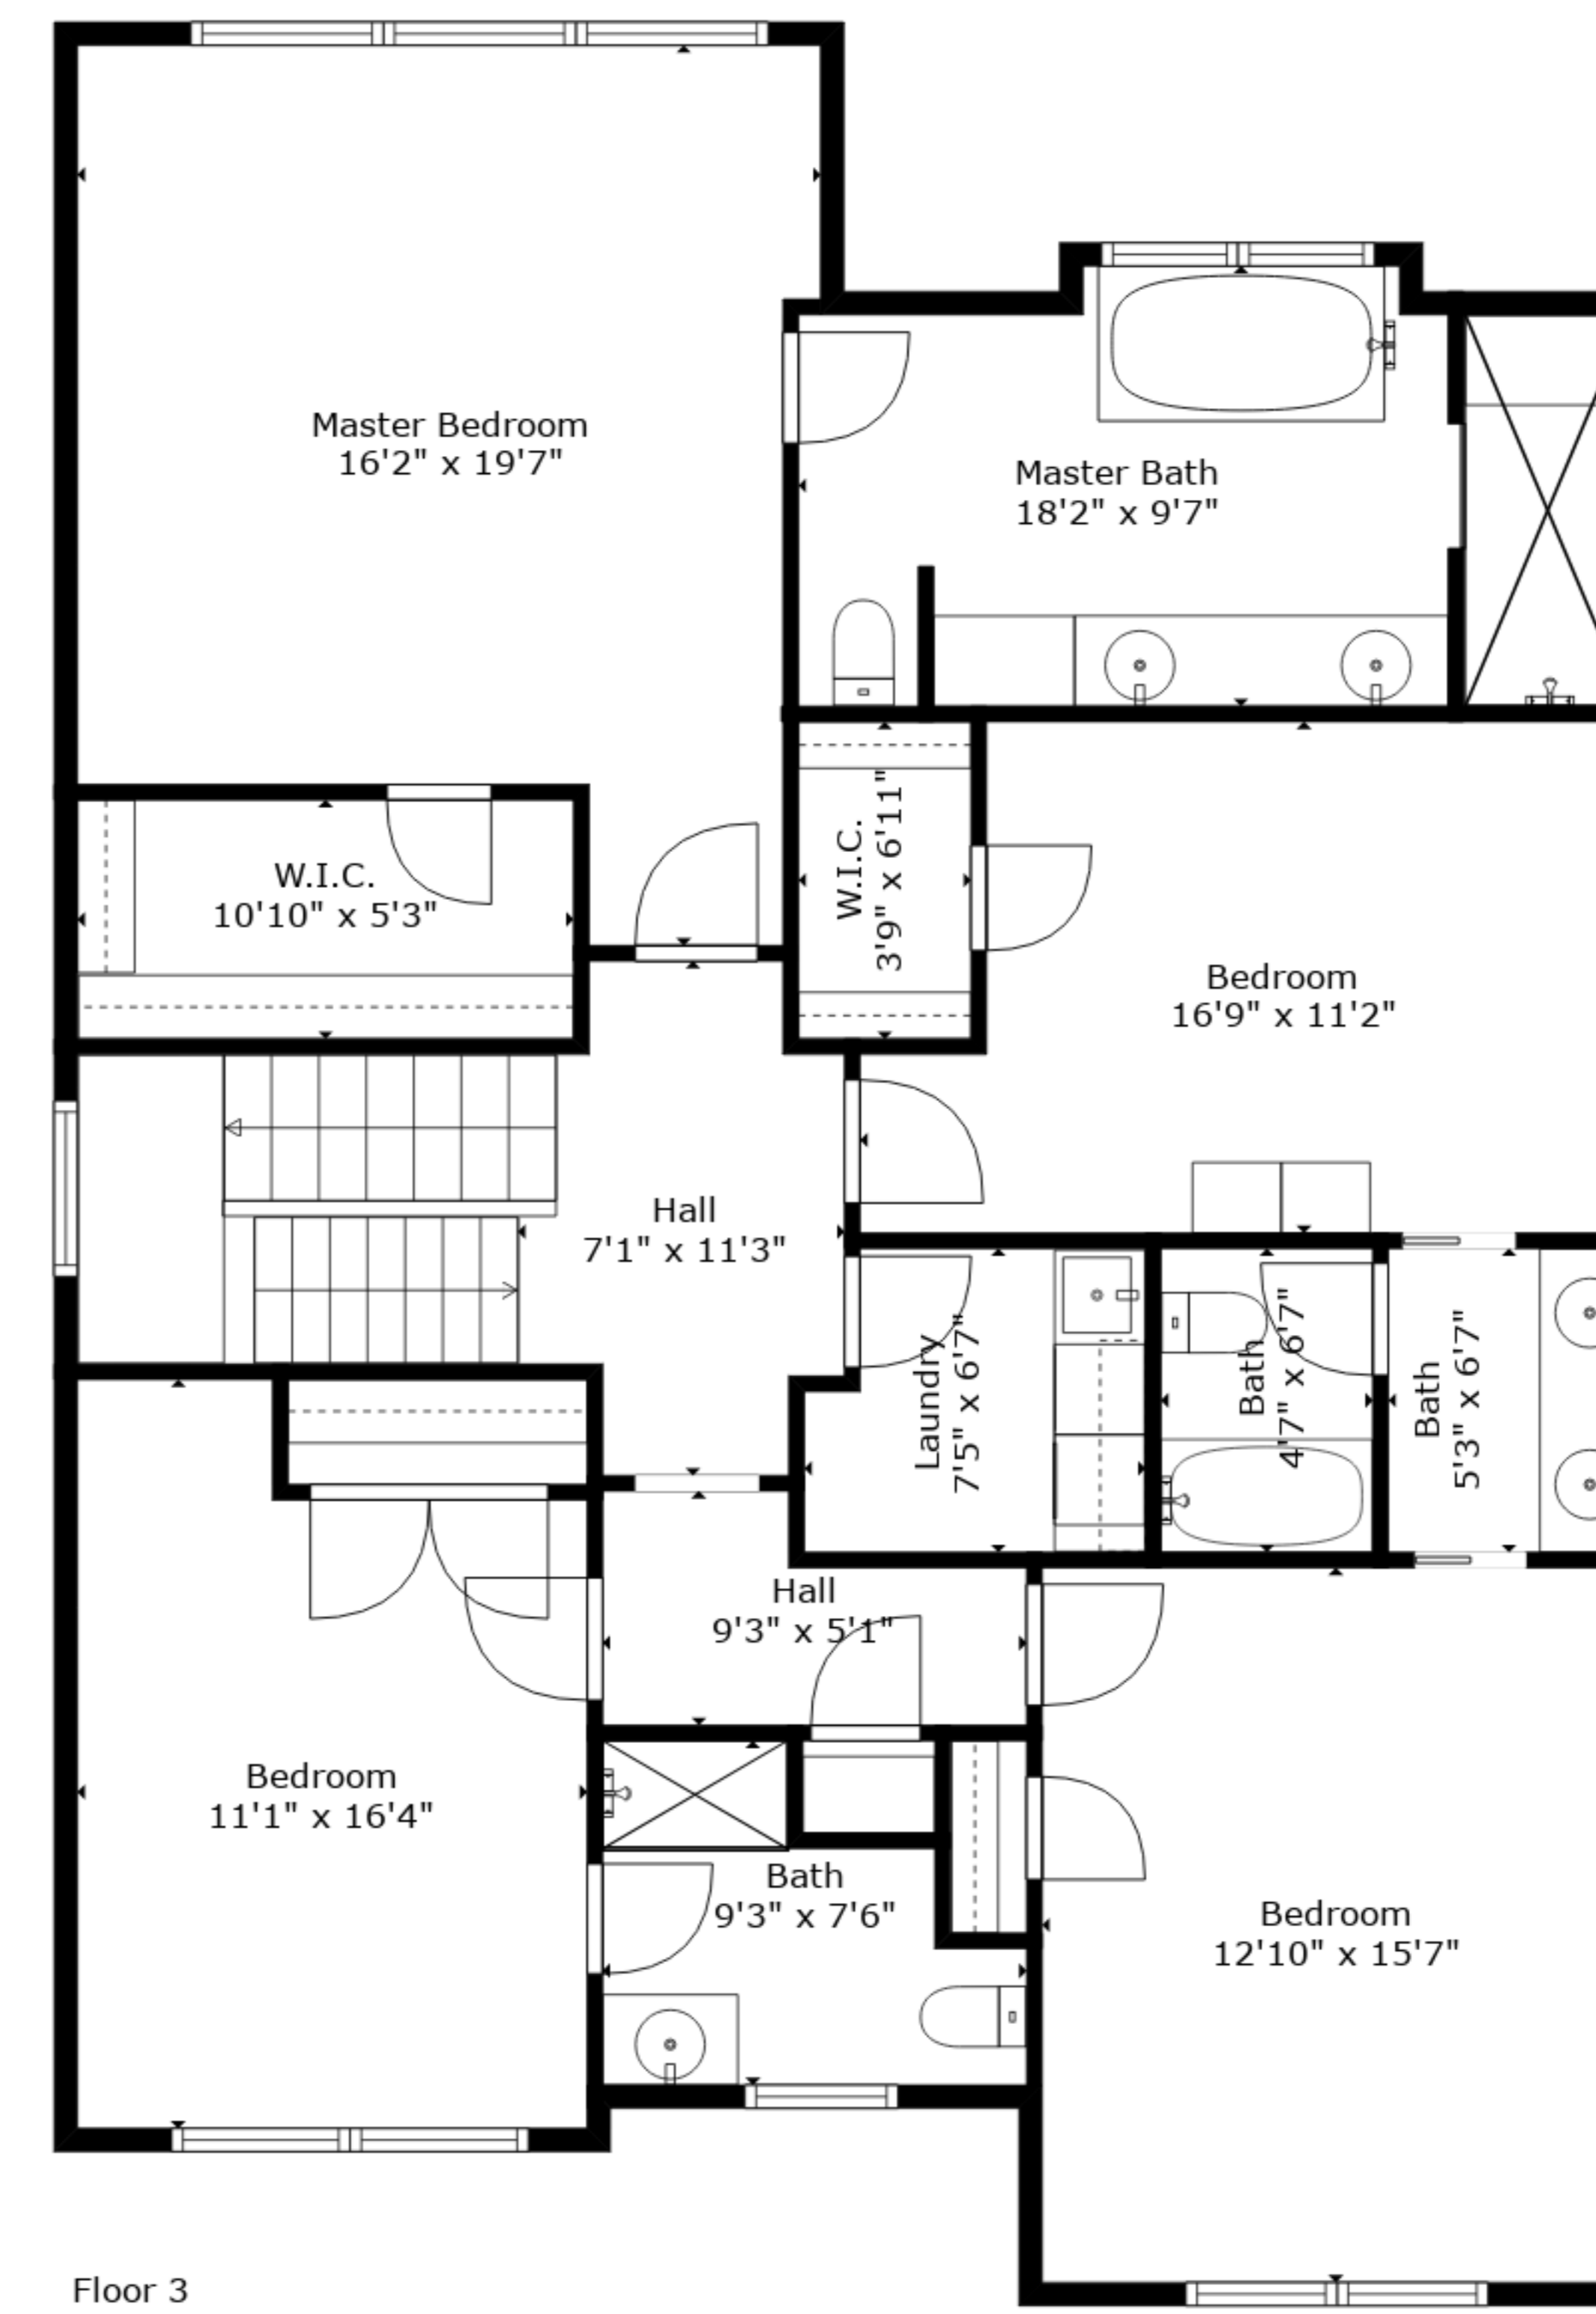 Master Bedroom
16'2" x 19'7"
Master Bath
18'2" x 9'7"
W.I.C.
10'10" x 5'3"
W.I.C.
3'9" x 6'11"
Bedroom
16'9" x 11'2"
Hall
7'1" x 11'3"
Laundry
7'5" x 6'7"
Bath
4'7" x 6'7"
Bath
5'3" x 6'7"
Hall
9'3" x 5'1"
Bedroom
11'1" x 16'4"
Bath
9'3" x 7'6"
Bedroom
12'10" x 15'7"
Floor 3